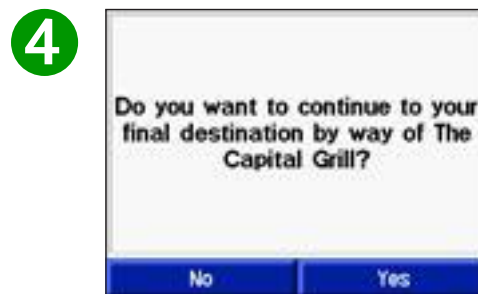 4
Do you want to continue to your
final destination by way of The
Capital Grill?
No Yes